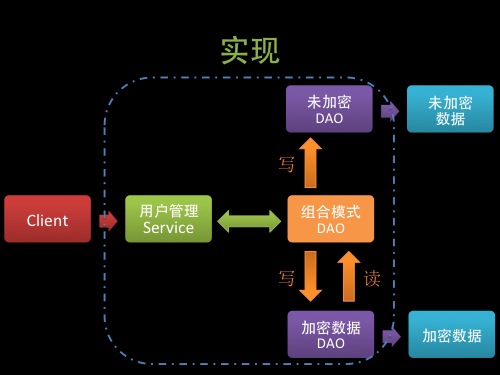 实现
未加密
DAO
未加密
数据
写
Client
用户管理
Service
组合模式
DAO
写
读
加密数据
DAO
加密数据